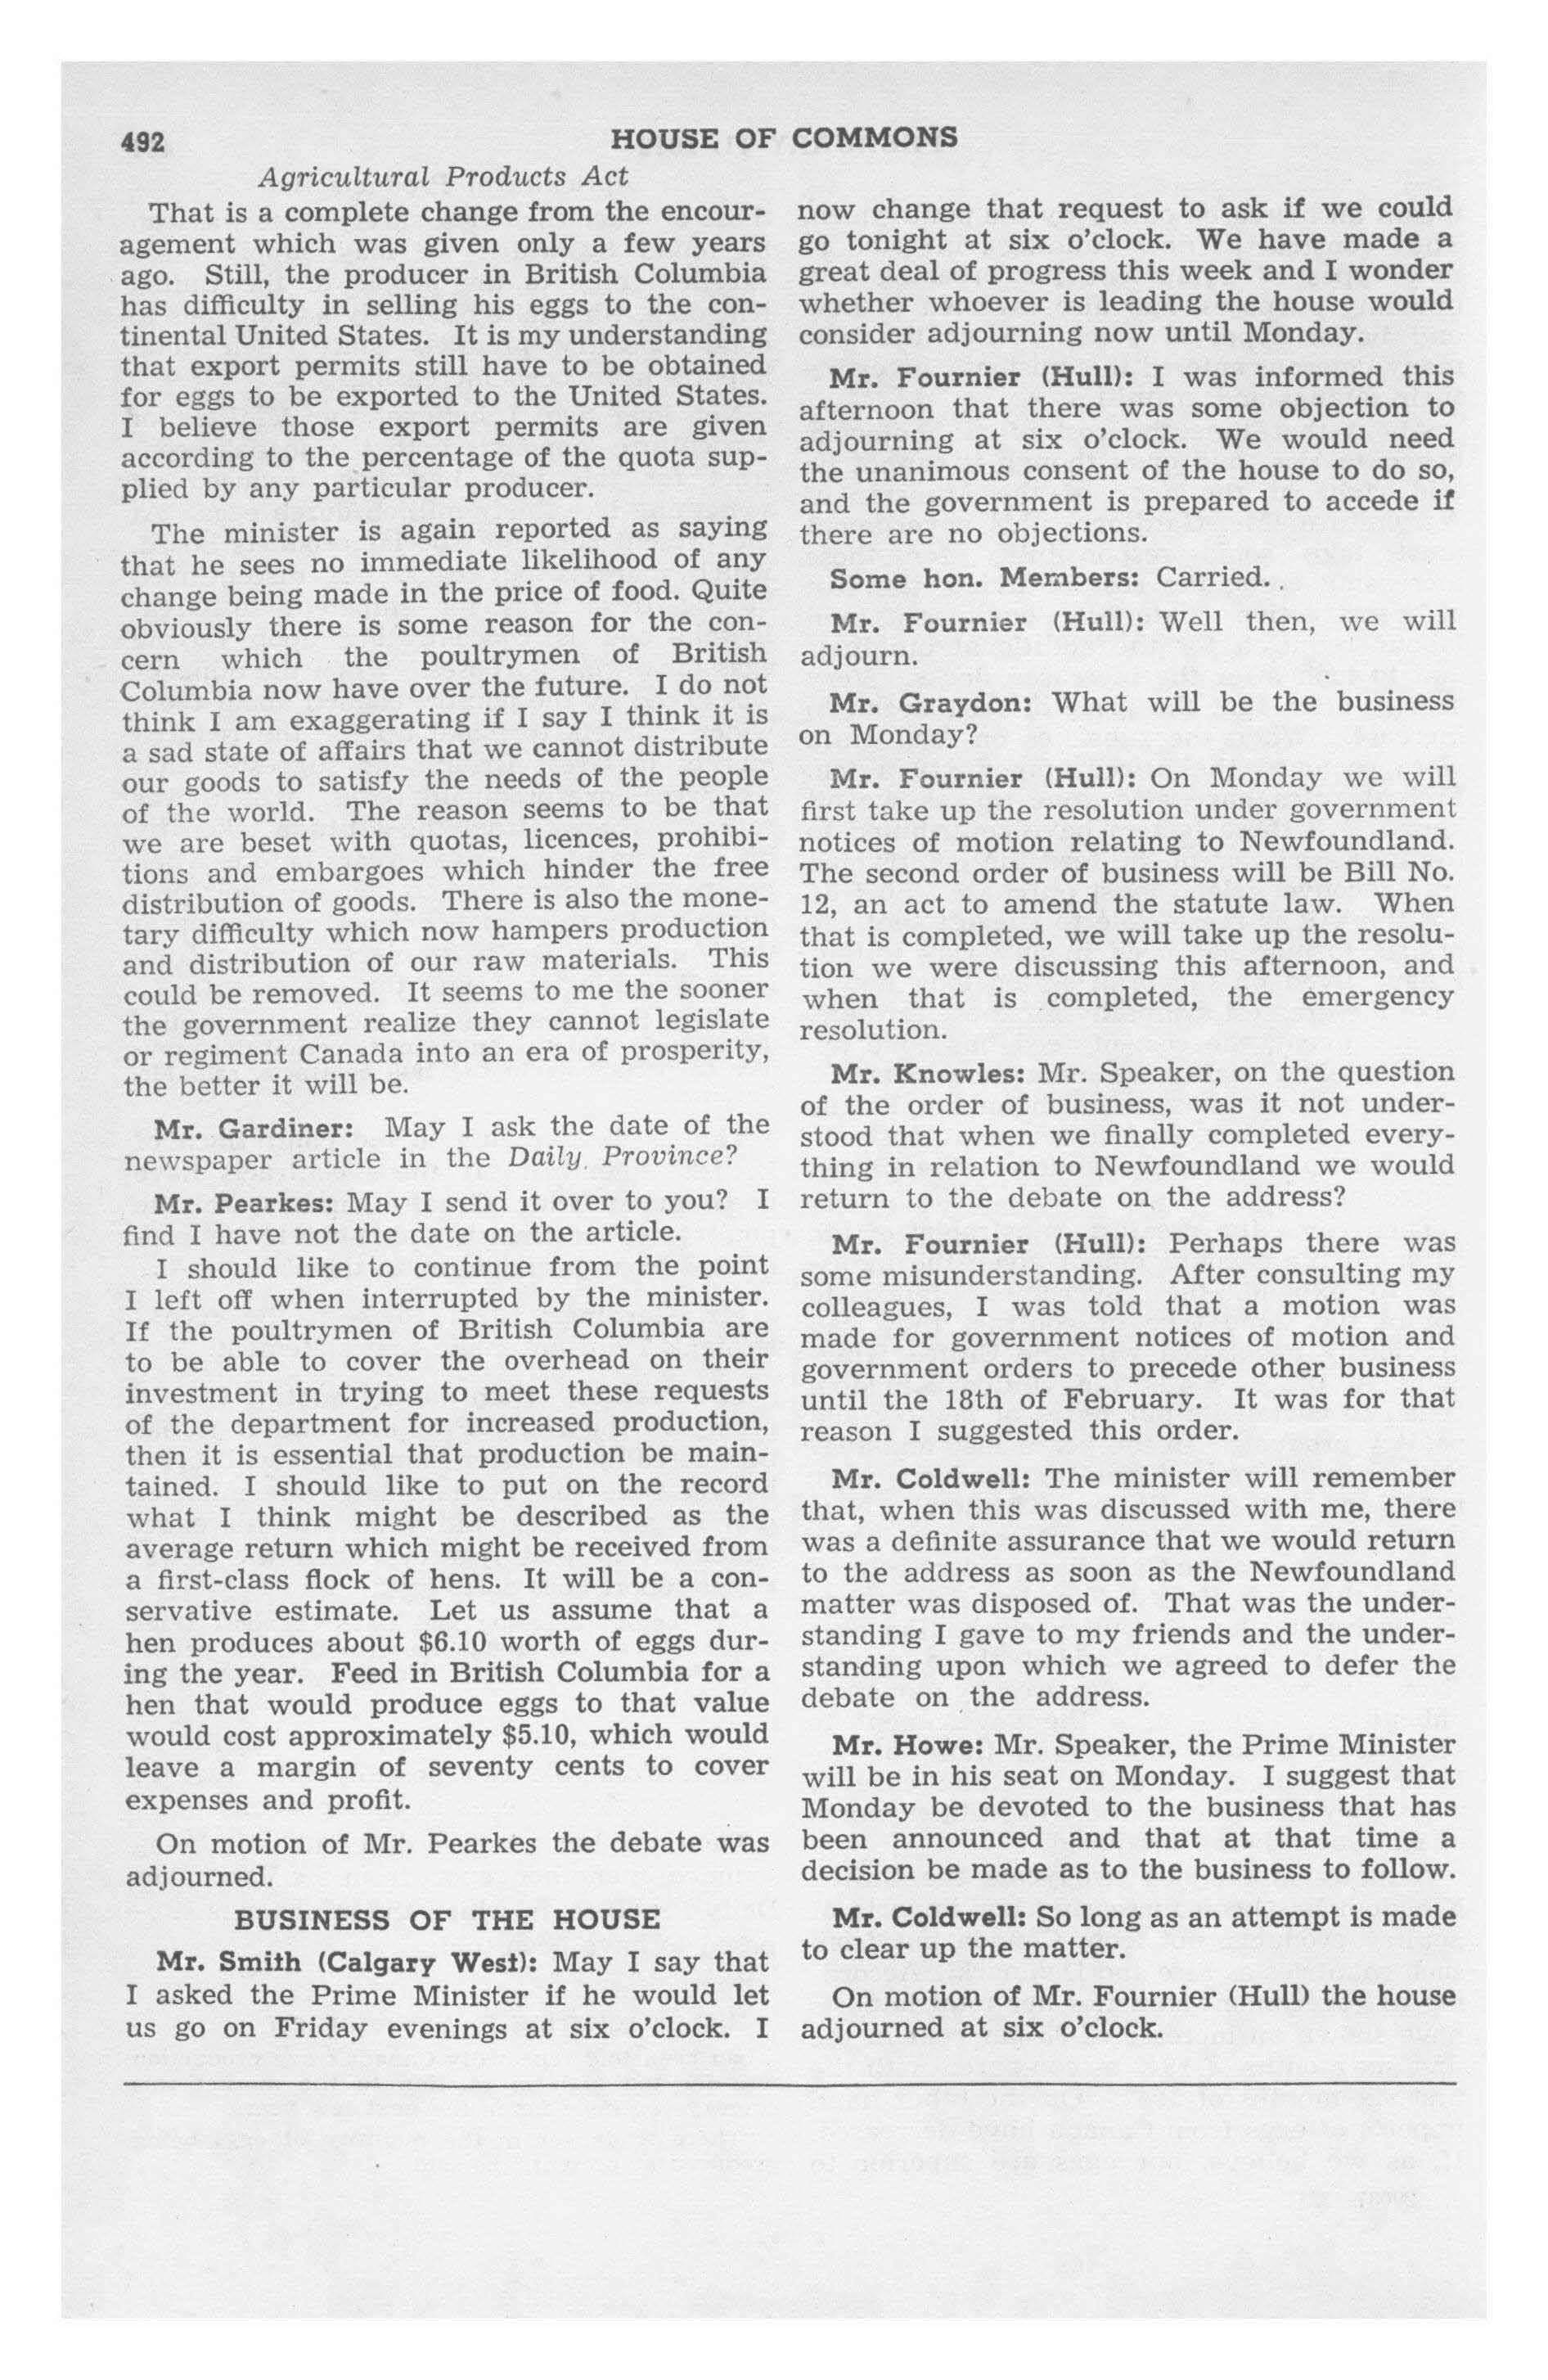 492
HOUSE OF COMMONS
Agricultural Products Act
That is a complete change from the encour-
agement which was given only a few years
ago. Still, the producer in British Columbia
has difficulty in selling his eggs to the con-
tinental United States. It is my understanding
that export permits still have to be obtained
for eggs to be exported to the United States.
I believe those export permits are given
according to the percentage of the quota sup-
plied by any particular producer.
The minister is again reported as saying
that he sees no immediate likelihood of any
change being made in the price of food. Quite
obviously there is some reason for the con-
cern which the poultrymen of British
Columbia now have over the future. I do not
think I am exaggerating if I say I think it is
a sad state of affairs that we cannot distribute
our goods to satisfy the needs of the people
of the world. The reason seems to be that
we are beset with quotas, licences, prohibi-
tions and embargoes which hinder the free
distribution of goods. There is also the mone-
tary difficulty which now hampers production
and distribution of our raw materials. This
could be removed. It seems to me the sooner
the government realize they cannot legislate
or regiment Canada into an era of prosperity,
the better it will be.
Mr. Gardiner: May I ask the date of the
newspaper article in the Daily Province?
Mr. Pearkes: May I send it over to you? I
find I have not the date on the article.
I should like to continue from the point
I left off when interrupted by the minister.
If the poultrymen of British Columbia are
to be able to cover the overhead on their
investment in trying to meet these requests
of the department for increased production,
then it is essential that production be main-
tained. I should like to put on the record
what I think might be described as the
average return which might be received from
a first-class flock of hens. It will be a con-
servative estimate. Let us assume that a
hen produces about $6.10 worth of eggs dur-
ing the year. Feed in British Columbia for a
hen that would produce eggs to that value
would cost approximately $5.10, which would
leave a margin of seventy cents to cover
expenses and profit.
On motion of Mr. Pearkes the debate was
adjourned.
BUSINESS OF THE HOUSE
Mr. Smith (Calgary West): May I say that
I asked the Prime Minister if he would let
us go on Friday evenings at six o'clock. I
now change that request to ask if we could
go tonight at six o'clock. We have made a
great deal of progress this week and I wonder
whether whoever is leading the house would
consider adjourning now until Monday.
Mr. Fournier (Hull): I was informed this
afternoon that there was some objection to
adjourning at six o'clock. We would need
the unanimous consent of the house to do so,
and the government is prepared to accede if
there are no objections.
Some hon. Members: Carried.
Mr. Fournier (Hull): Well then, we will
adjourn.
Mr. Graydon: What will be the business
on Monday?
Mr. Fournier (Hull): On Monday we will
first take up the resolution under government
notices of motion relating to Newfoundland.
The second order of business will be Bill No.
12, an act to amend the statute law. When
that is completed, we will take up the resolu-
tion we were discussing this afternoon, and
when that is completed, the emergency
resolution.
Mr. Knowles: Mr. Speaker, on the question
of the order of business, was it not under-
stood that when we finally completed every-
thing in relation to Newfoundland we would
return to the debate on the address?
Mr. Fournier (Hull): Perhaps there was
some misunderstanding. After consulting my
colleagues, I was told that a motion was
made for government notices of motion and
government orders to precede other business
until the 18th of February. It was for that
reason I suggested this order.
Mr. Coldwell: The minister will remember
that, when this was discussed with me, there
was a definite assurance that we would return
to the address as soon as the Newfoundland
matter was disposed of. That was the under-
standing I gave to my friends and the under-
standing upon which we agreed to defer the
debate on the address.
Mr. Howe: Mr. Speaker, the Prime Minister
will be in his seat on Monday. I suggest that
Monday be devoted to the business that has
been announced and that at that time a
decision be made as to the business to follow.
Mr. Coldwell: So long as an attempt is made
to clear up the matter.
On motion of Mr. Fournier (Hull) the house
adjourned at six o'clock.